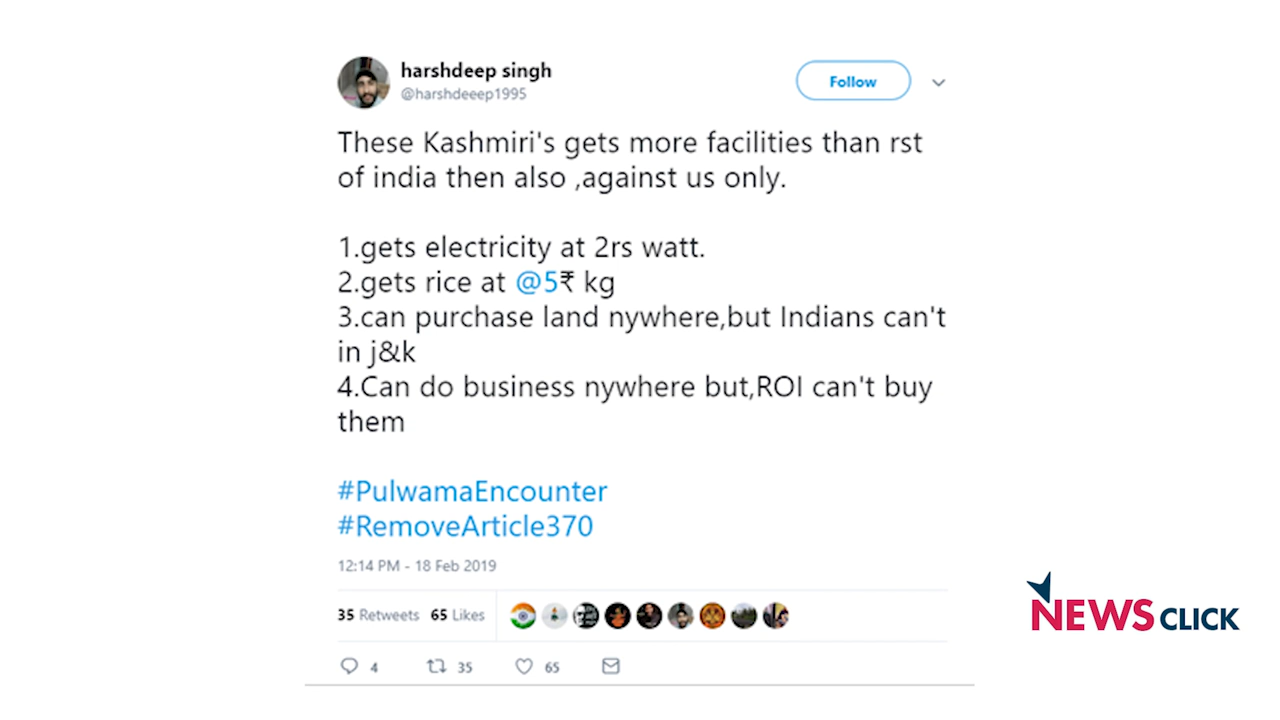 harshdeep singh
@harshdeeep1995
Follow
These Kashmiri's gets more facilities than rst
of india then also ,against us only.
1.gets electricity at 2rs watt.
2.gets rice at @5₹ kg
3.can purchase land nywhere,but Indians can't
in j&k
4.Can do business nywhere but,ROI can't buy
them
#PulwamaEncounter
#RemoveArticle370
12:14 PM - 18 Feb 2019
35 Retweets 65 Likes
4 35 65
NEWSCLICK